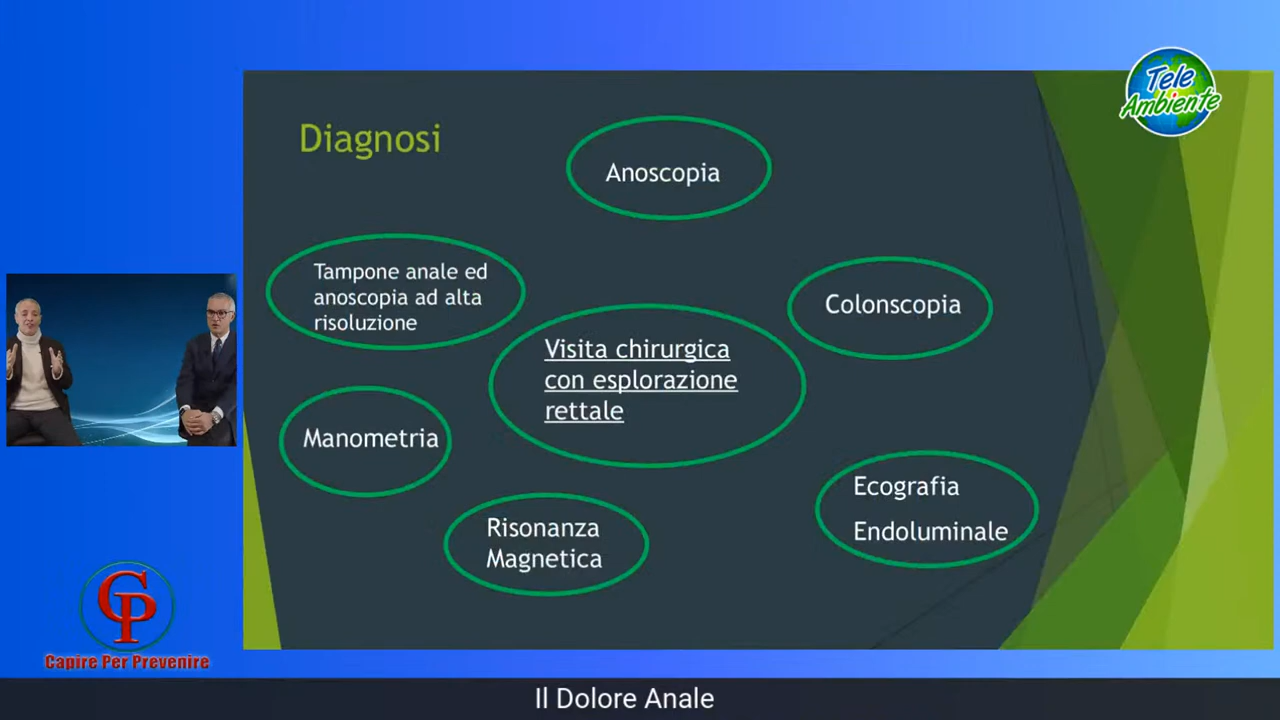 Tele
Ambiente
Diagnosi
Anoscopia
Tampone anale ed
anoscopia ad alta
risoluzione
Colonscopia
Visita chirurgica
con esplorazione
rettale
Manometria
Ecografia
Endoluminale
Risonanza
Magnetica
CP
Capire Per Prevenire
Il Dolore Anale